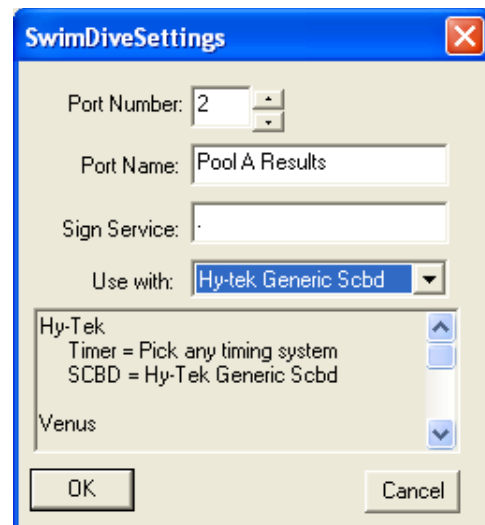 SwimDiveSettings
Port Number: 2
Port Name: Pool A Results
Sign Service: .
Use with: Hy-tek Generic Scbd
Hy-Tek
Timer = Pick any timing system
SCBD = Hy-Tek Generic Scbd
Venus
OK Cancel